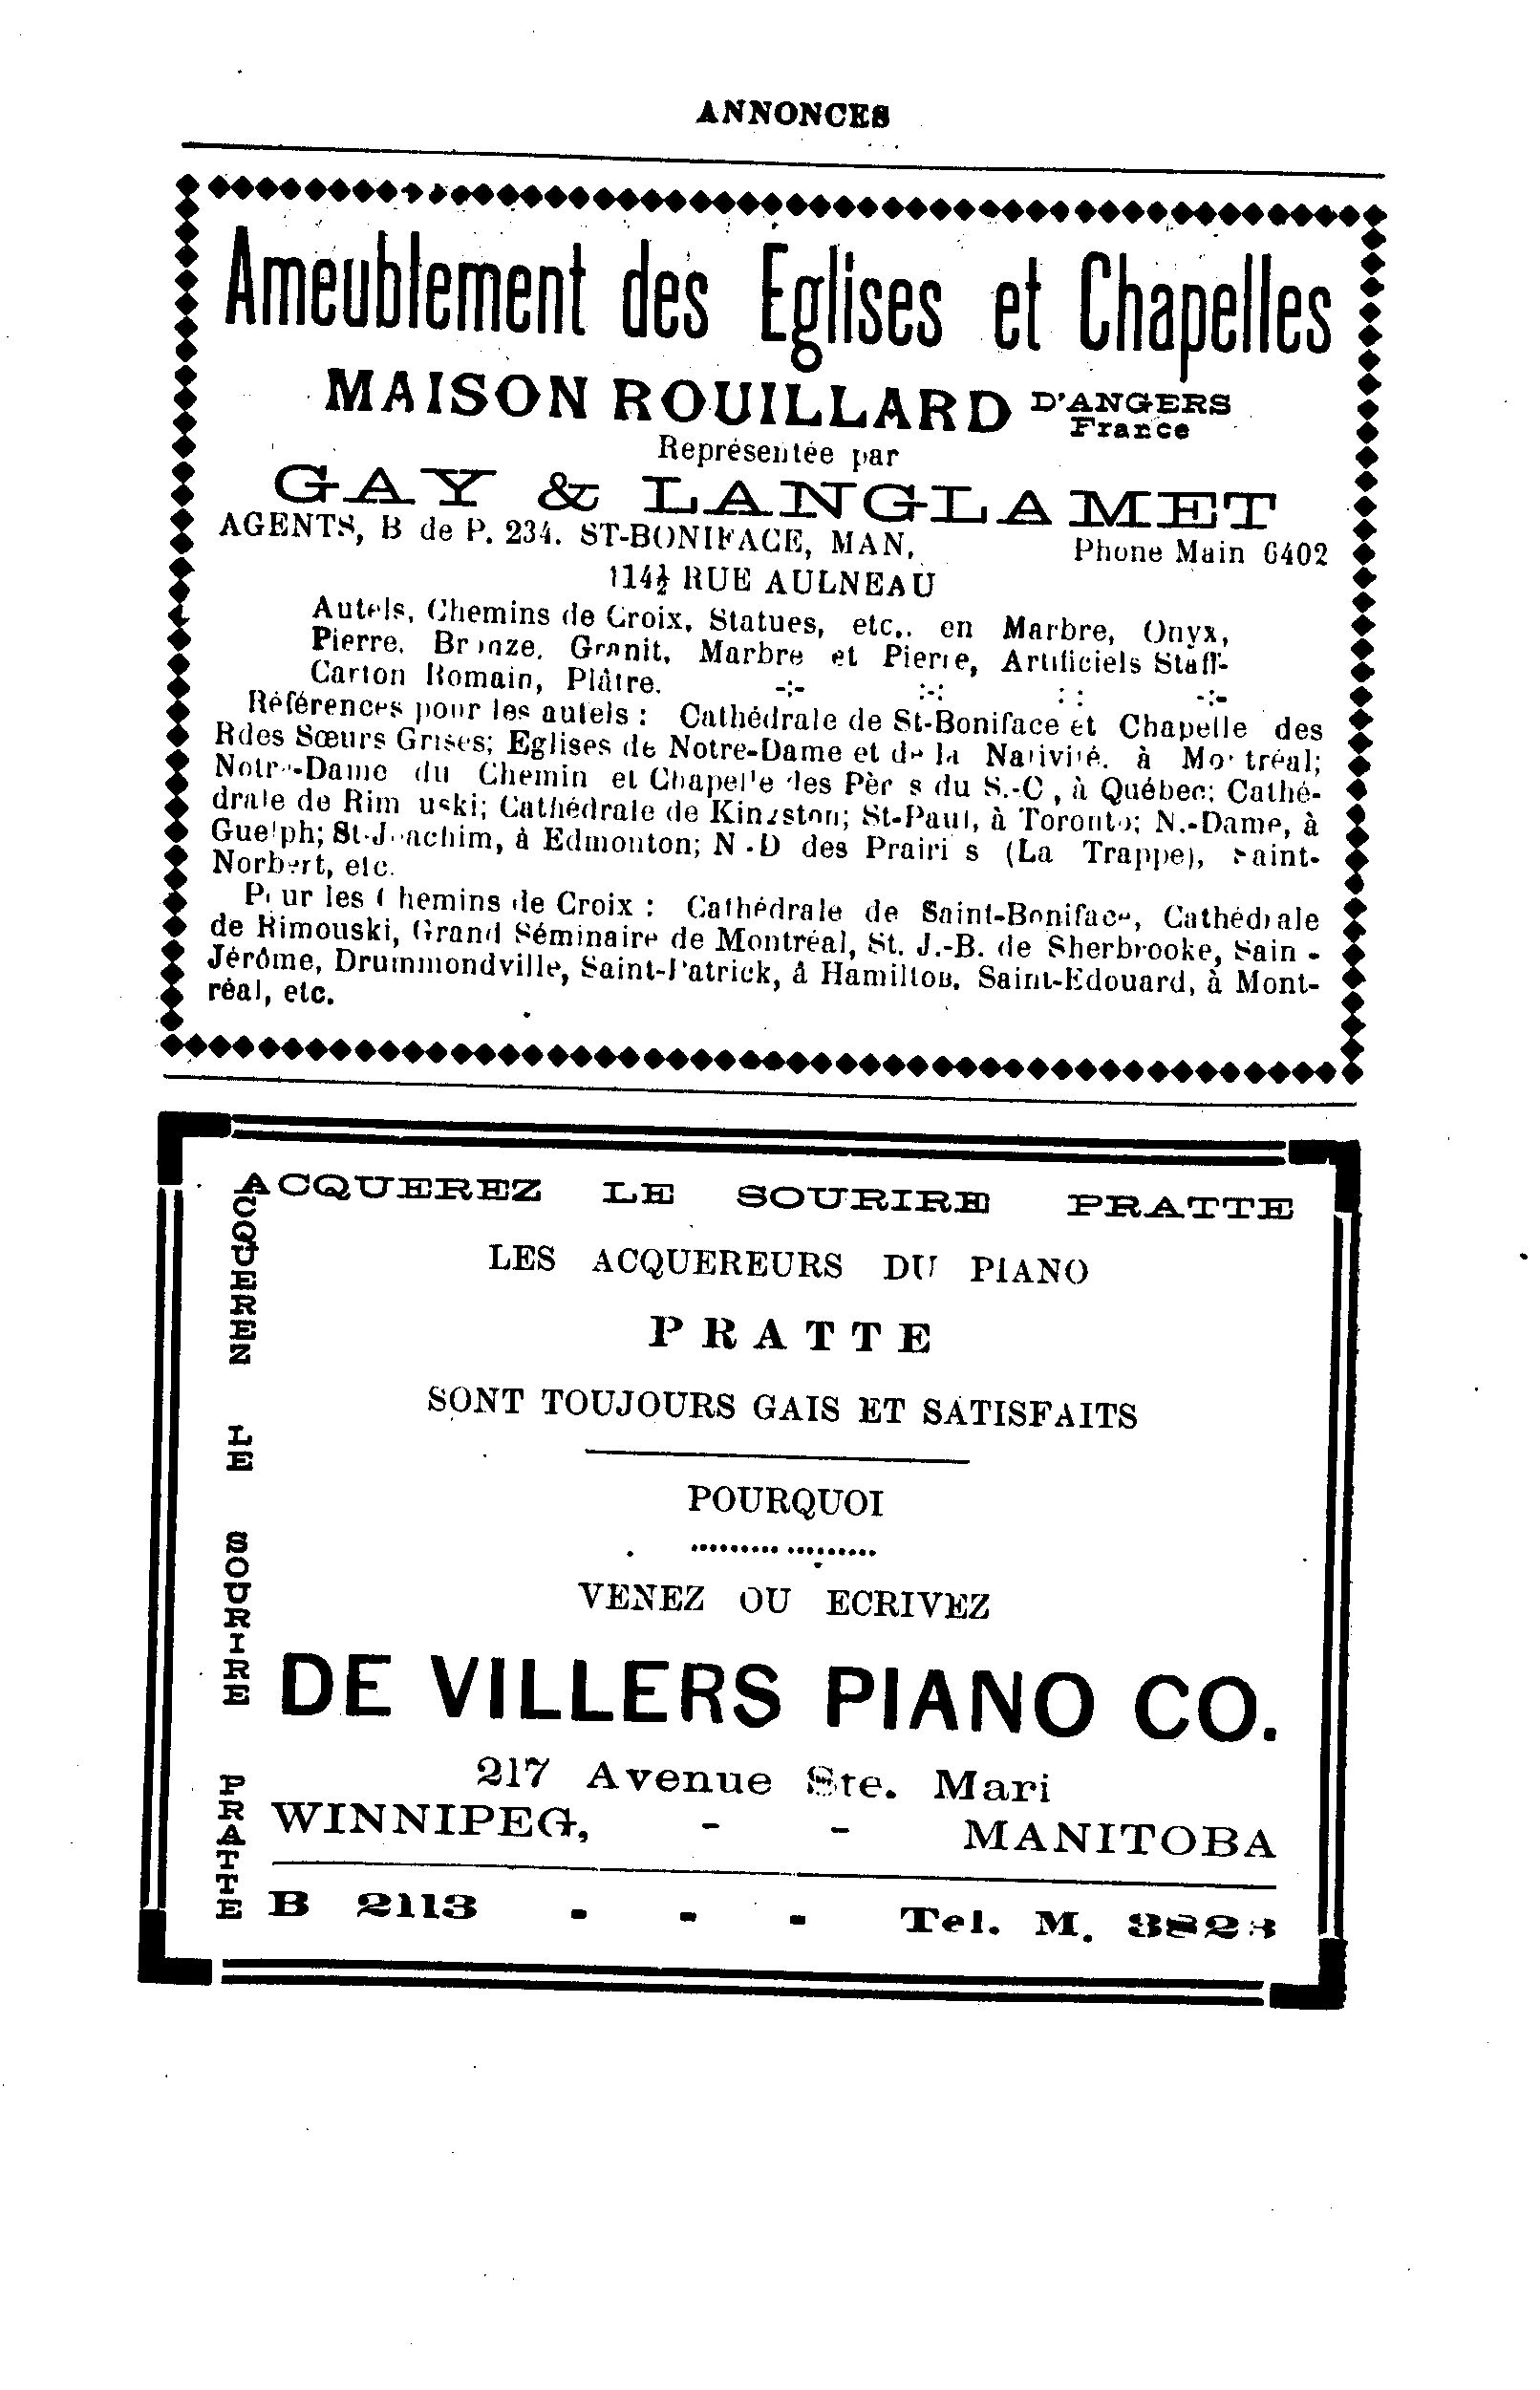 ANNONCES
Ameublement des Eglises et Chapelles
MAISON ROUILLARD D'ANGERS
France
Représentée par
GAY & LANGLAMET
AGENTS, B de P. 234. ST-BONIFACE, MAN, Phone Main 6402
114½ RUE AULNEAU
Autels, Chemins de Croix, Statues, etc,. en Marbre, Onyx,
Pierre, Bronze, Granit, Marbre et Pierre, Artificiels Staff-
Carton Romain, Plâtre. -:- :-: : : -:-
Références pour les autels : Cathédrale de St-Boniface et Chapelle des
Rdes Sœurs Grises; Eglises de Notre-Dame et de la Nativité. à Montréal;
Notre-Dame du Chemin et Chapelle des Pèr s du S.-C , à Québec; Cathé-
drale de Rim uski; Cathédrale de Kingston; St-Paul, à Toronto; N.-Dame, à
Guelph; St-Joachim, à Edmonton; N.-D des Prairi s (La Trappe), Saint-
Norbert, etc.
Pour les Chemins de Croix : Cathédrale de Saint-Boniface, Cathédrale
de Rimouski, Grand Séminaire de Montréal, St. J.-B. de Sherbrooke, Sain -
Jérôme, Drummondville, Saint-Patrick, à Hamilton, Saint-Edouard, à Mont-
réal, etc.
ACQUEREZ LE SOURIRE PRATTE
ACQUEREZ LE SOURIRE PRATTE
LES ACQUEREURS DU PIANO
PRATTE
SONT TOUJOURS GAIS ET SATISFAITS
POURQUOI
VENEZ OU ECRIVEZ
DE VILLERS PIANO CO.
217 Avenue Ste. Mari
WINNIPEG, - - MANITOBA
B 2113 - - - Tel. M.